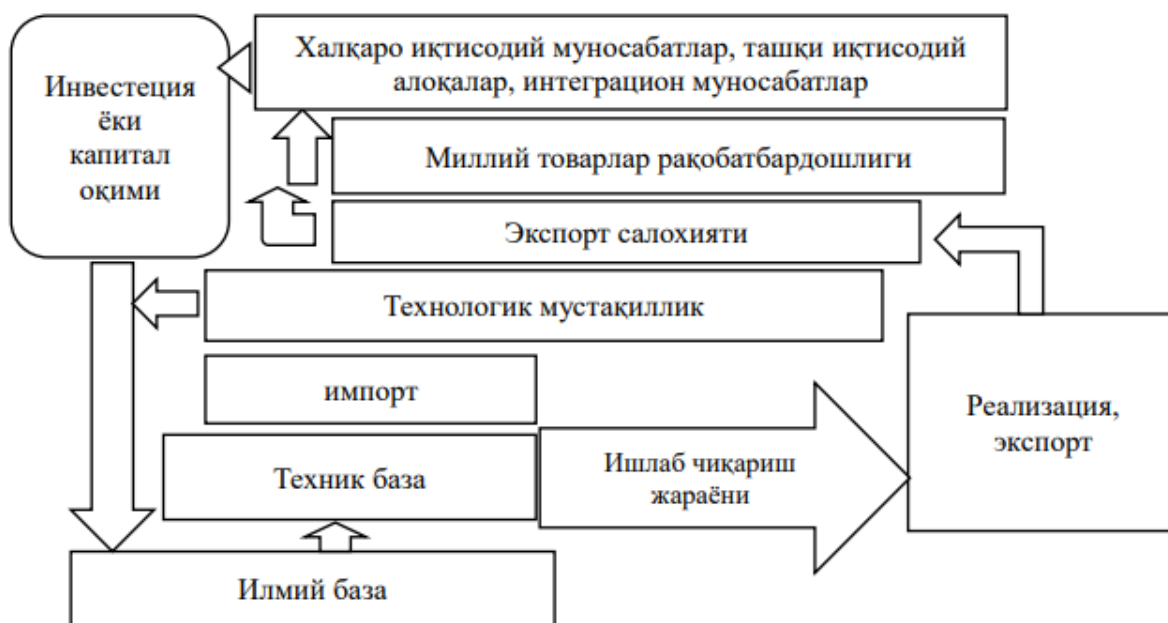 Халқаро иқтисодий муносабатлар, ташқи иқтисодий
алоқалар, интеграцион муносабатлар
Инвестеция
ёки
капитал
оқими
Миллий товарлар рақобатбардошлиги
Экспорт салохияти
Технологик мустақиллик
импорт
Реализация,
экспорт
Техник база
Ишлаб чиқариш
жараёни
Илмий база